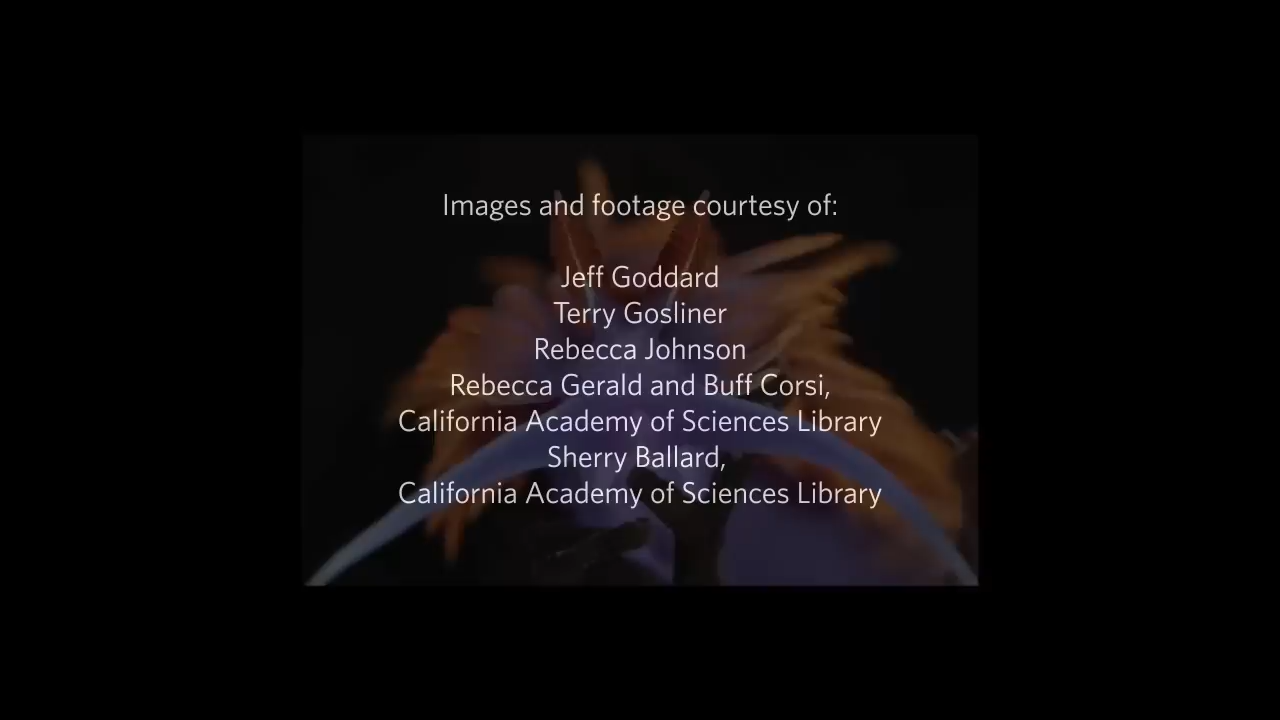 Images and footage courtesy of:
Jeff Goddard
Terry Gosliner
Rebecca Johnson
Rebecca Gerald and Buff Corsi,
California Academy of Sciences Library
Sherry Ballard,
California Academy of Sciences Library